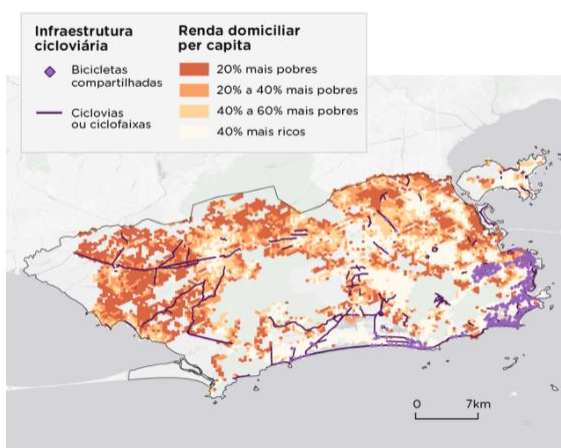 Infraestrutura
cicloviária
Bicicletas
compartilhadas
Ciclovias
ou ciclofaixas
Renda domiciliar
per capita
20% mais pobres
20% a 40% mais pobres
40% a 60% mais pobres
40% mais ricos
0 7km